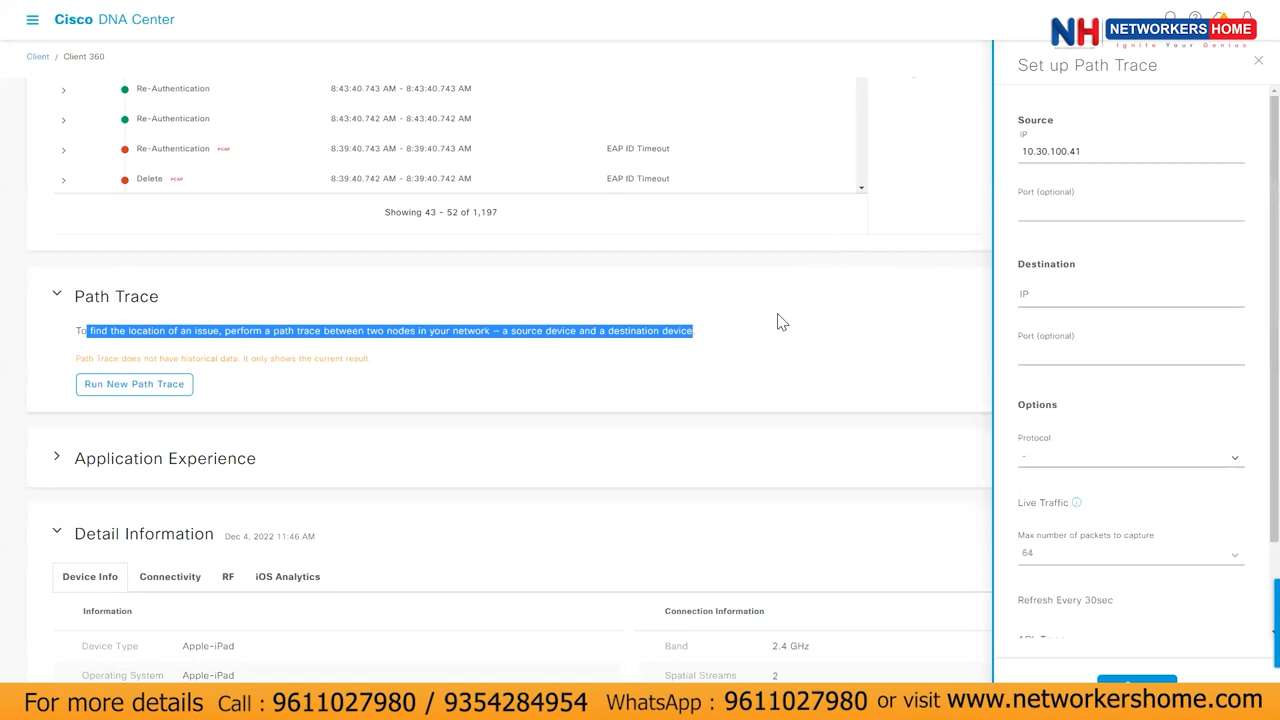 Cisco DNA Center
NH NETWORKERS HOME
Ignite Your Genius
Client / Client 360
Re-Authentication 8:43:40.743 AM - 8:43:40.743 AM
Re-Authentication 8:43:40.742 AM - 8:43:40.742 AM
Re-Authentication PCAP 8:39:40.743 AM - 8:39:40.743 AM EAP ID Timeout
Delete PCAP 8:39:40.742 AM - 8:39:40.742 AM EAP ID Timeout
Showing 43 - 52 of 1,197
Path Trace
To find the location of an issue, perform a path trace between two nodes in your network – a source device and a destination device.
Path Trace does not have historical data. It only ahows the current result.
Run New Path Trace
Application Experience
Detail Information Dec 4, 2022 11:46 AM
Device Info Connectivity RF iOS Analytics
Information Connection Information
Device Type Apple-iPad Band 2.4 GHz
Operating System Apple-iPad Spatial Streams 2
Set up Path Trace
Source
IP
10.30.100.41
Port (optional)
Destination
IP
Port (optional)
Options
Protocol
-
Live Traffic
Max number of packets to capture
64
Refresh Every 30sec
For more details Call : 9611027980 / 9354284954 WhatsApp : 9611027980 or visit www.networkershome.com